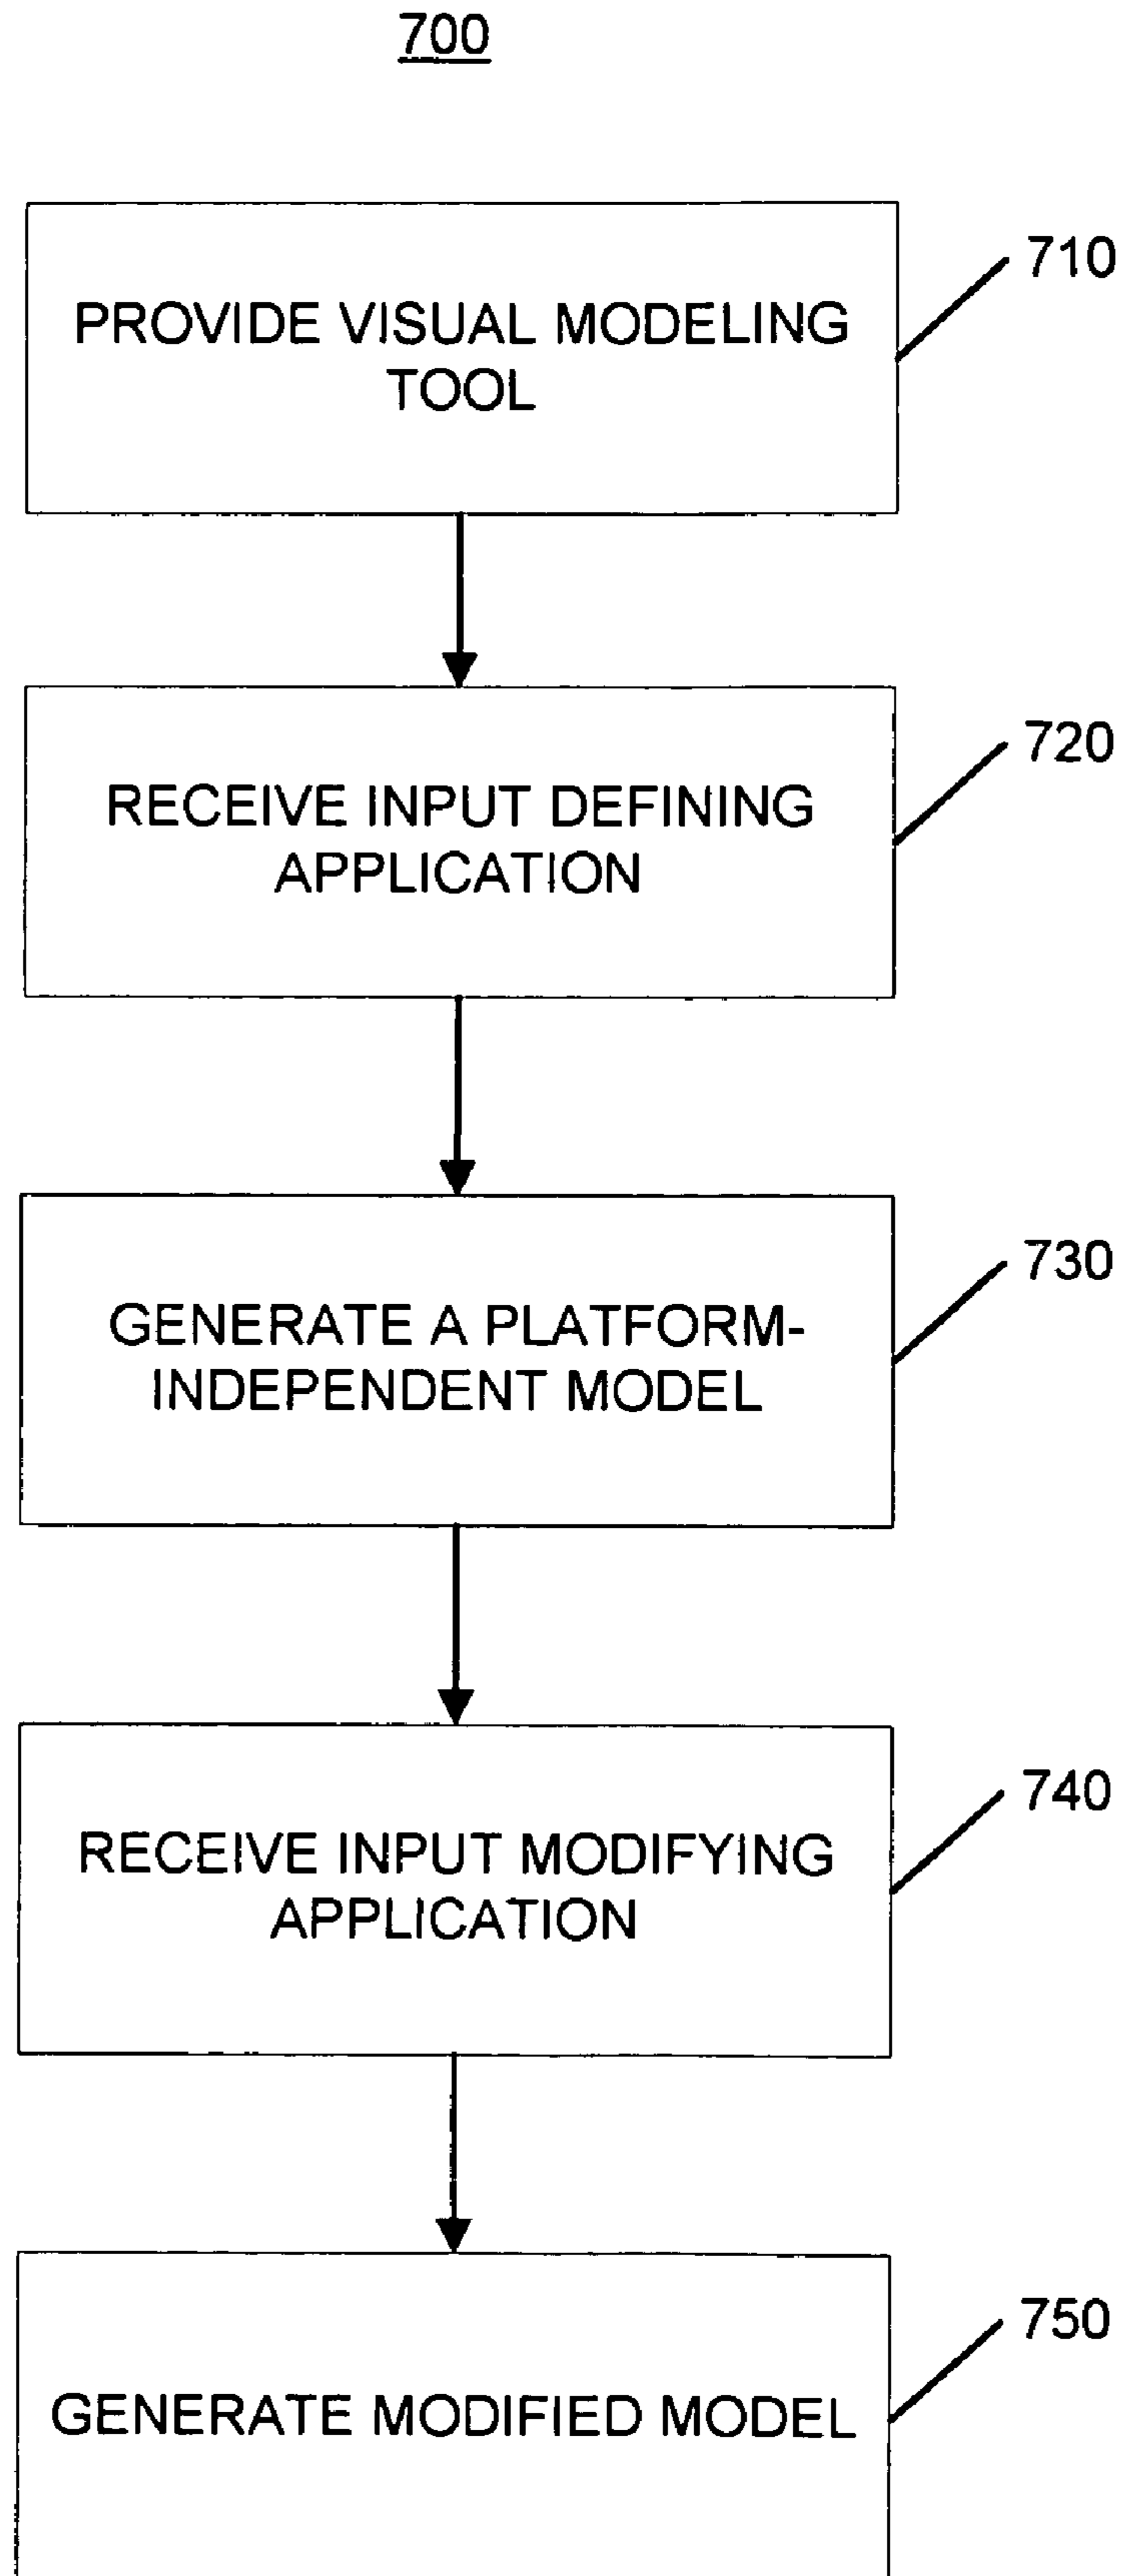 700
PROVIDE VISUAL MODELING
TOOL
710
RECEIVE INPUT DEFINING
APPLICATION
720
GENERATE A PLATFORM-
INDEPENDENT MODEL
730
RECEIVE INPUT MODIFYING
APPLICATION
740
GENERATE MODIFIED MODEL
750